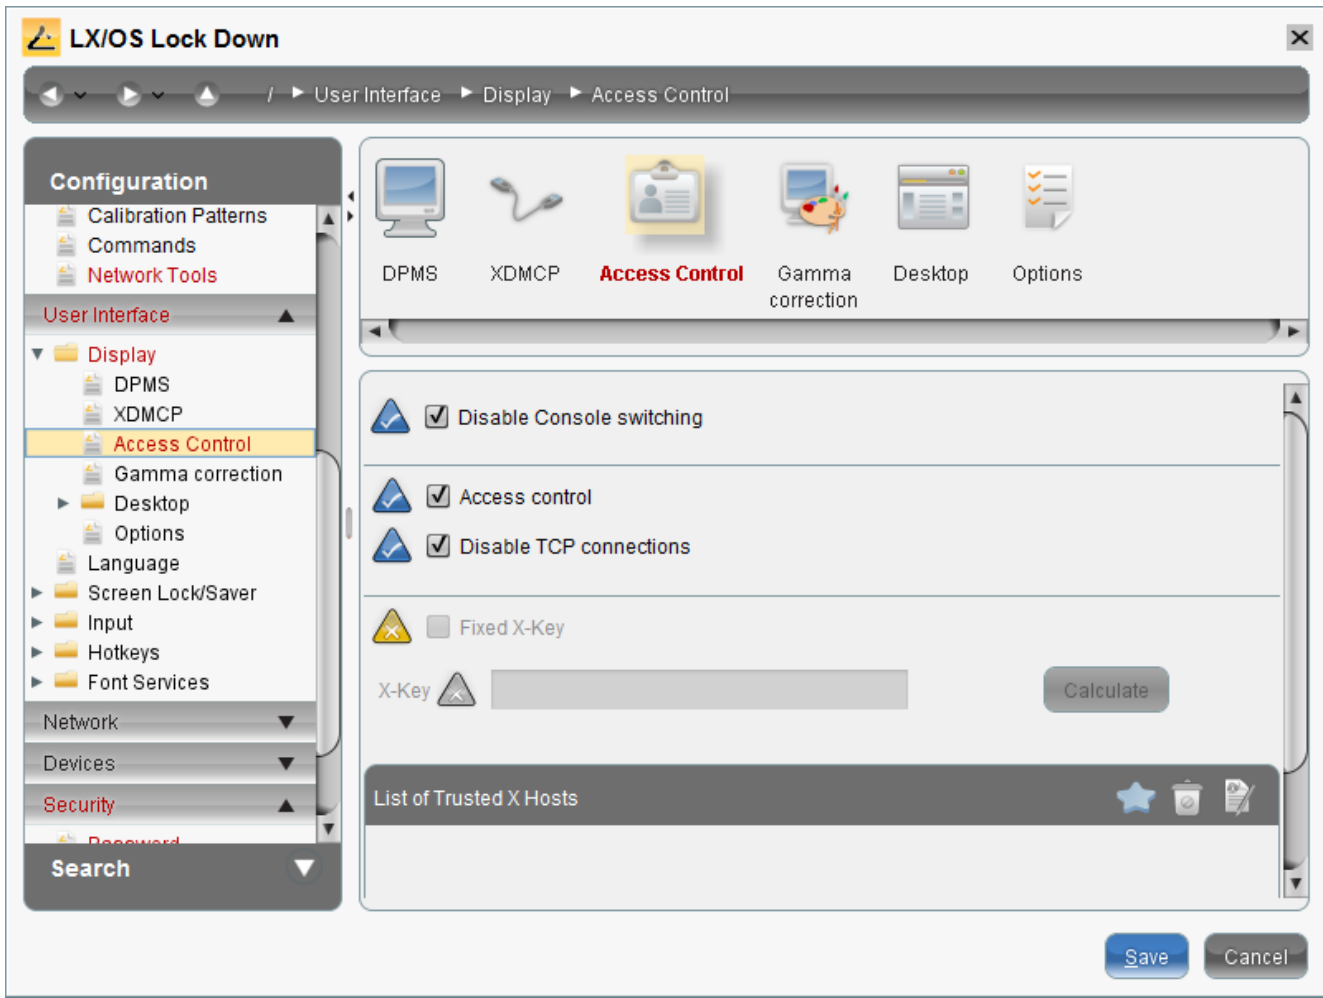 LX/OS Lock Down
/ User Interface Display Access Control
Configuration
Calibration Patterns
Commands
Network Tools
User Interface
Display
DPMS
XDMCP
Access Control
Gamma correction
Desktop
Options
Language
Screen Lock/Saver
Input
Hotkeys
Font Services
Network
Devices
Security
Password
Search
DPMS XDMCP Access Control Gamma correction Desktop Options
Disable Console switching
Access control
Disable TCP connections
Fixed X-Key
X-Key Calculate
List of Trusted X Hosts
Save Cancel